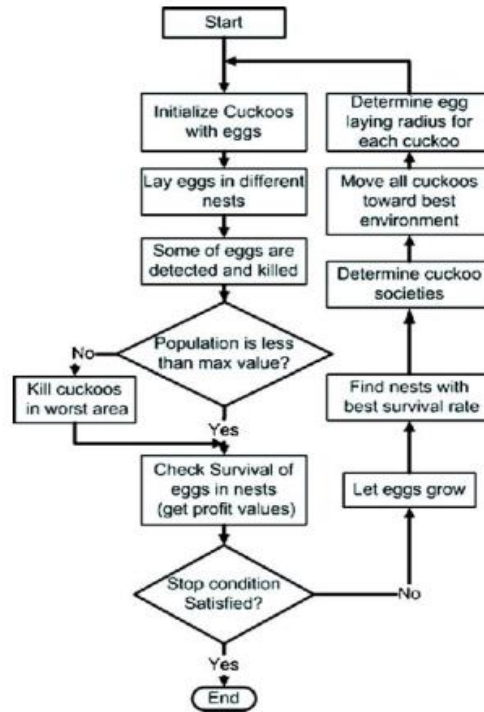 Start
Initialize Cuckoos
with eggs
Lay eggs in different
nests
Some of eggs are
detected and killed
Population is less
than max value?
No
Kill cuckoos
in worst area
Yes
Check Survival of
eggs in nests
(get profit values)
Stop condition
Satisfied?
No
Yes
End
Let eggs grow
Find nests with
best survival rate
Determine cuckoo
societies
Move all cuckoos
toward best
environment
Determine egg
laying radius for
each cuckoo